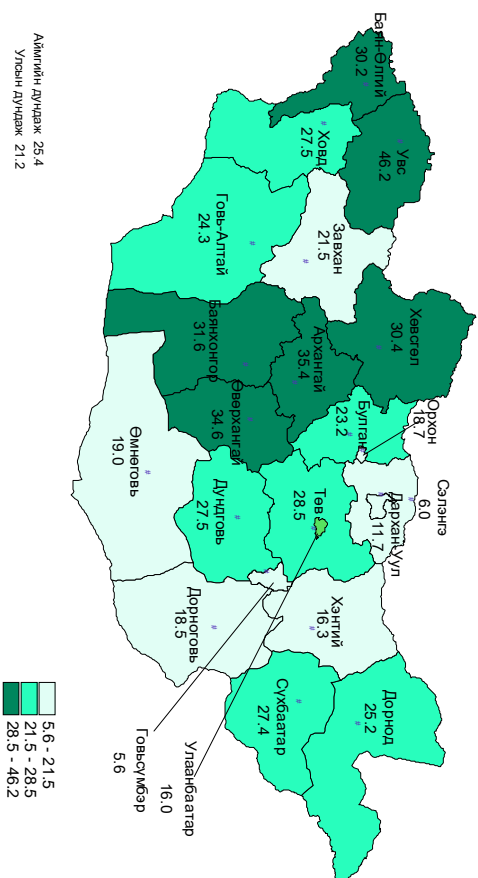 Баян-Өлгий
30.2
Увс
46.2
Ховд
27.5
Говь-Алтай
24.3
Завхан
21.5
Хөвсгөл
30.4
Архангай
35.4
Баянхонгор
31.6
Өвөрхангай
34.6
Булган
23.2
Орхон
18.7
Сэлэнгэ
6.0
Дархан-Уул
11.7
Төв
28.5
Өмнөговь
19.0
Дундговь
27.5
Дорноговь
18.5
Хэнтий
16.3
Сүхбаатар
27.4
Дорнод
25.2
Улаанбаатар
16.0
Говьсүмбэр
5.6
Аймгийн дундаж 25.4
Улсын дундаж 21.2
5.6 - 21.5
21.5 - 28.5
28.5 - 46.2